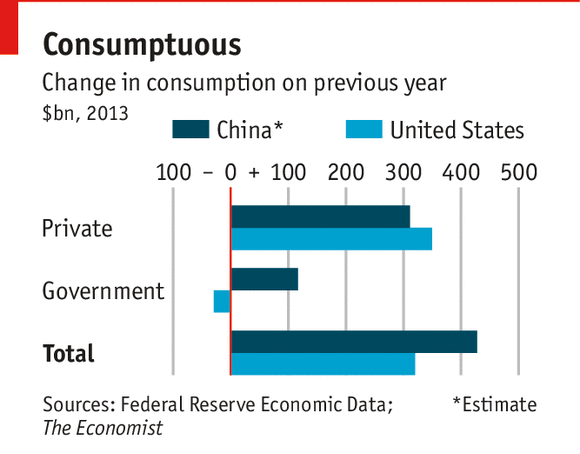 Consumptuous
Change in consumption on previous year
$bn, 2013
China* United States
100 – 0 + 100 200 300 400 500
Private
Government
Total
Sources: Federal Reserve Economic Data; *Estimate
The Economist